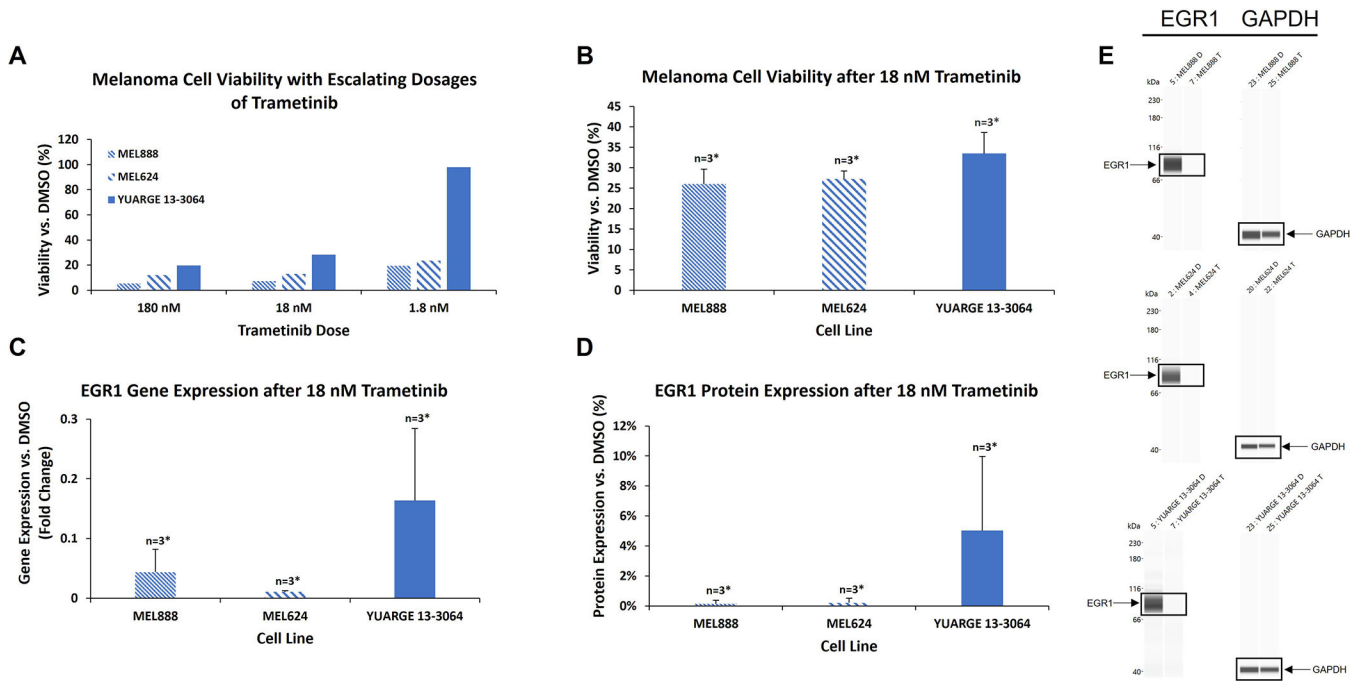 A
Melanoma Cell Viability with Escalating Dosages
of Trametinib
Viability vs. DMSO (%)
120
100
80
60
40
20
0
MEL888
MEL624
YUARGE 13-3064
180 nM
18 nM
1.8 nM
Trametinib Dose
B
Melanoma Cell Viability after 18 nM Trametinib
Viability vs. DMSO (%)
45
40
35
30
25
20
15
10
5
0
n=3*
n=3*
n=3*
MEL888
MEL624
YUARGE 13-3064
Cell Line
C
EGR1 Gene Expression after 18 nM Trametinib
Gene Expression vs. DMSO
(Fold Change)
0.3
0.2
0.1
0
n=3*
n=3*
n=3*
MEL888
MEL624
YUARGE 13-3064
Cell Line
D
EGR1 Protein Expression after 18 nM Trametinib
Protein Expression vs. DMSO (%)
12%
10%
8%
6%
4%
2%
0%
n=3*
n=3*
n=3*
MEL888
MEL624
YUARGE 13-3064
Cell Line
E
EGR1 GAPDH
kDa
5 : MEL888 D
7 : MEL888 T
23 : MEL888 D
25 : MEL888 T
230
180
116
66
40
EGR1
GAPDH
kDa
2 : MEL624 D
4 : MEL624 T
20 : MEL624 D
22 : MEL624 T
230
180
116
66
40
EGR1
GAPDH
kDa
5 : YUARGE 13-3064 D
7 : YUARGE 13-3064 T
23 : YUARGE 13-3064 D
25 : YUARGE 13-3064 T
230
180
116
66
40
EGR1
GAPDH